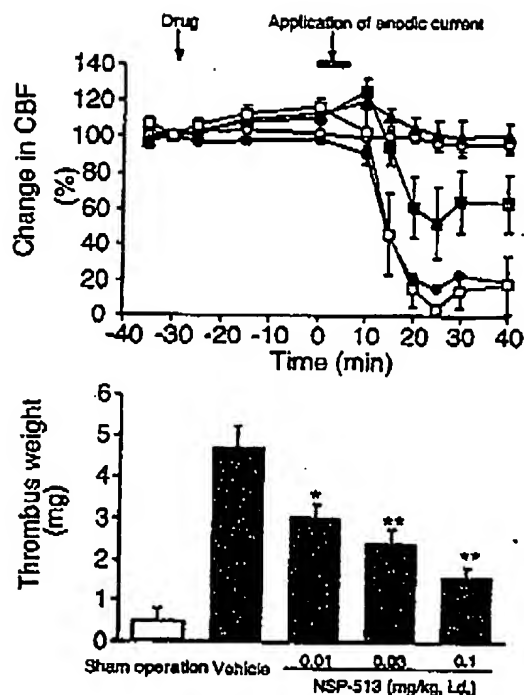 Drug
Application of anodic current
Change in CBF
(%)
140
120
100
80
60
40
20
0
-40 -30 -20 -10 0 10 20 30 40
Time (min)
Thrombus weight
(mg)
6
5
4
3
2
1
0
*
**
**
Sham operation Vehicle 0.01 0.03 0.1
NSP-513 (mg/kg, i.d.)